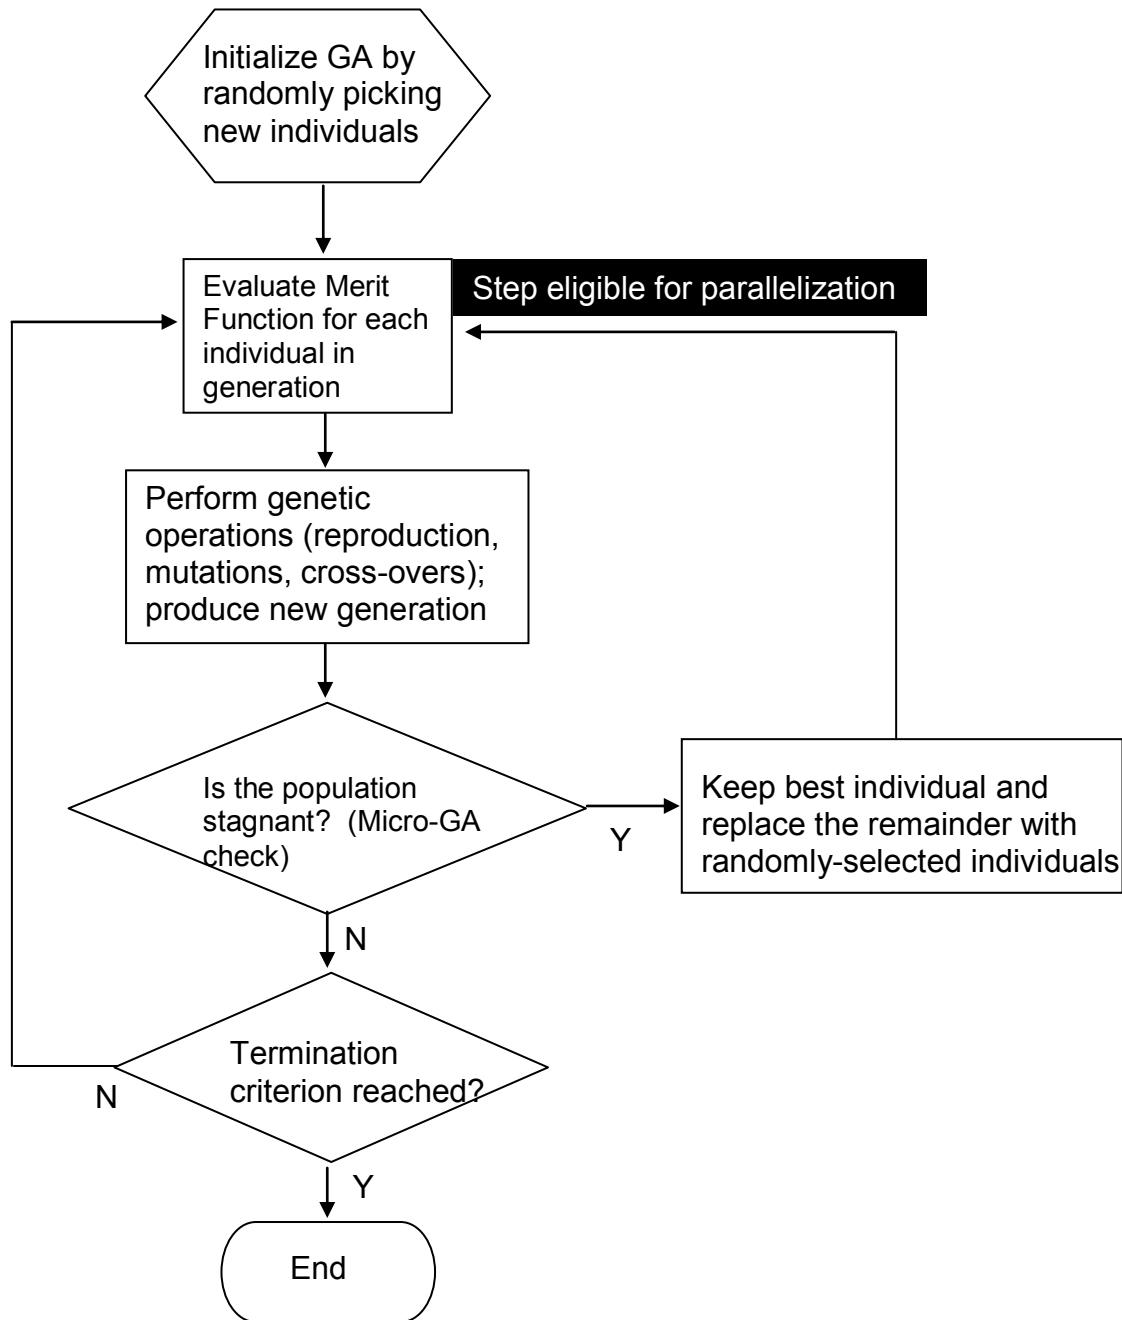 Initialize GA by
randomly picking
new individuals
Evaluate Merit
Function for each
individual in
generation
Step eligible for parallelization
Perform genetic
operations (reproduction,
mutations, cross-overs);
produce new generation
Is the population
stagnant?  (Micro-GA
check)
Y
Keep best individual and
replace the remainder with
randomly-selected individuals
N
Termination
criterion reached?
N
Y
End